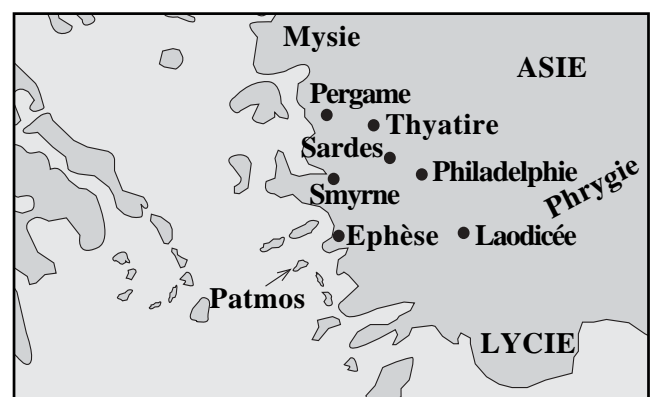 Mysie
ASIE
Pergame
Thyatire
Sardes
Philadelphie
Smyrne
Phrygie
Ephèse
Laodicée
Patmos
LYCIE